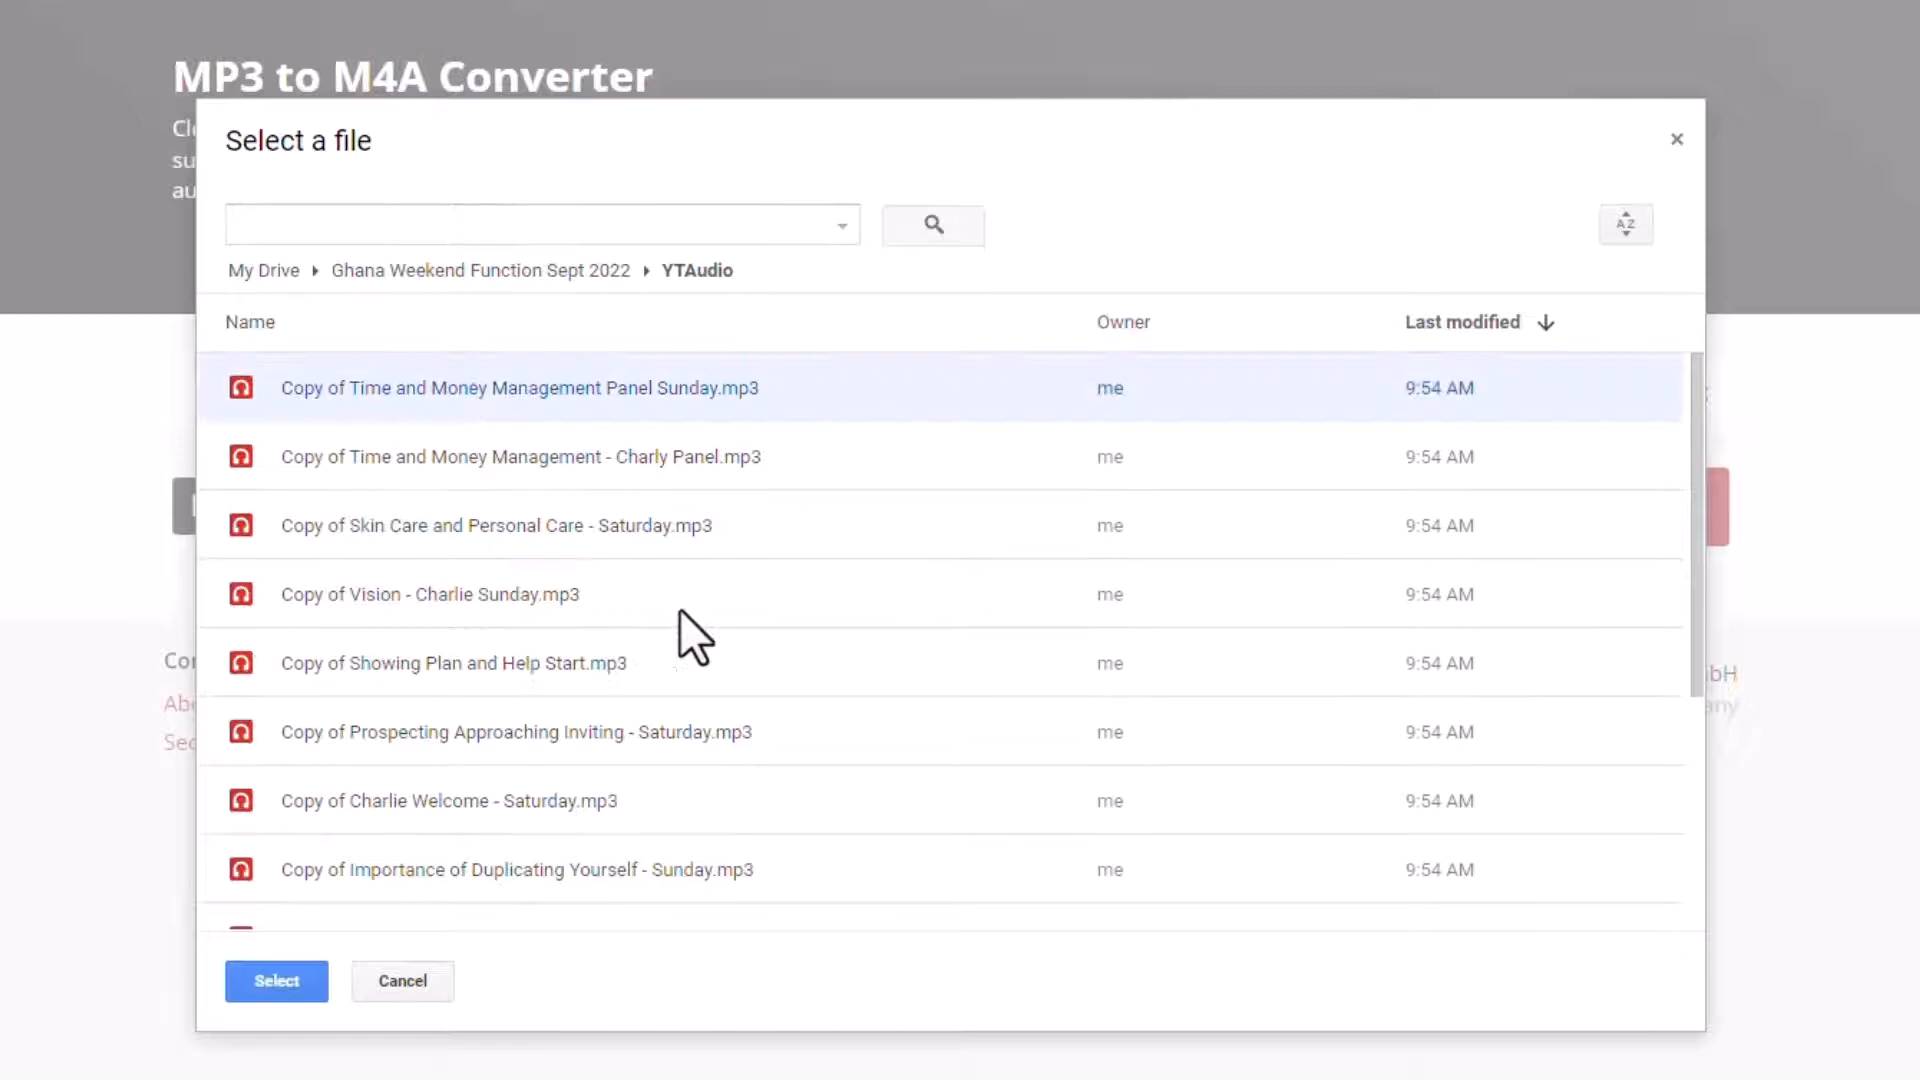 MP3 to M4A Converter
Select a file
My Drive Ghana Weekend Function Sept 2022 YTAudio
Name Owner Last modified
Copy of Time and Money Management Panel Sunday.mp3 me 9:54 AM
Copy of Time and Money Management - Charly Panel.mp3 me 9:54 AM
Copy of Skin Care and Personal Care - Saturday.mp3 me 9:54 AM
Copy of Vision - Charlie Sunday.mp3 me 9:54 AM
Copy of Showing Plan and Help Start.mp3 me 9:54 AM
Copy of Prospecting Approaching Inviting - Saturday.mp3 me 9:54 AM
Copy of Charlie Welcome - Saturday.mp3 me 9:54 AM
Copy of Importance of Duplicating Yourself - Sunday.mp3 me 9:54 AM
Select Cancel